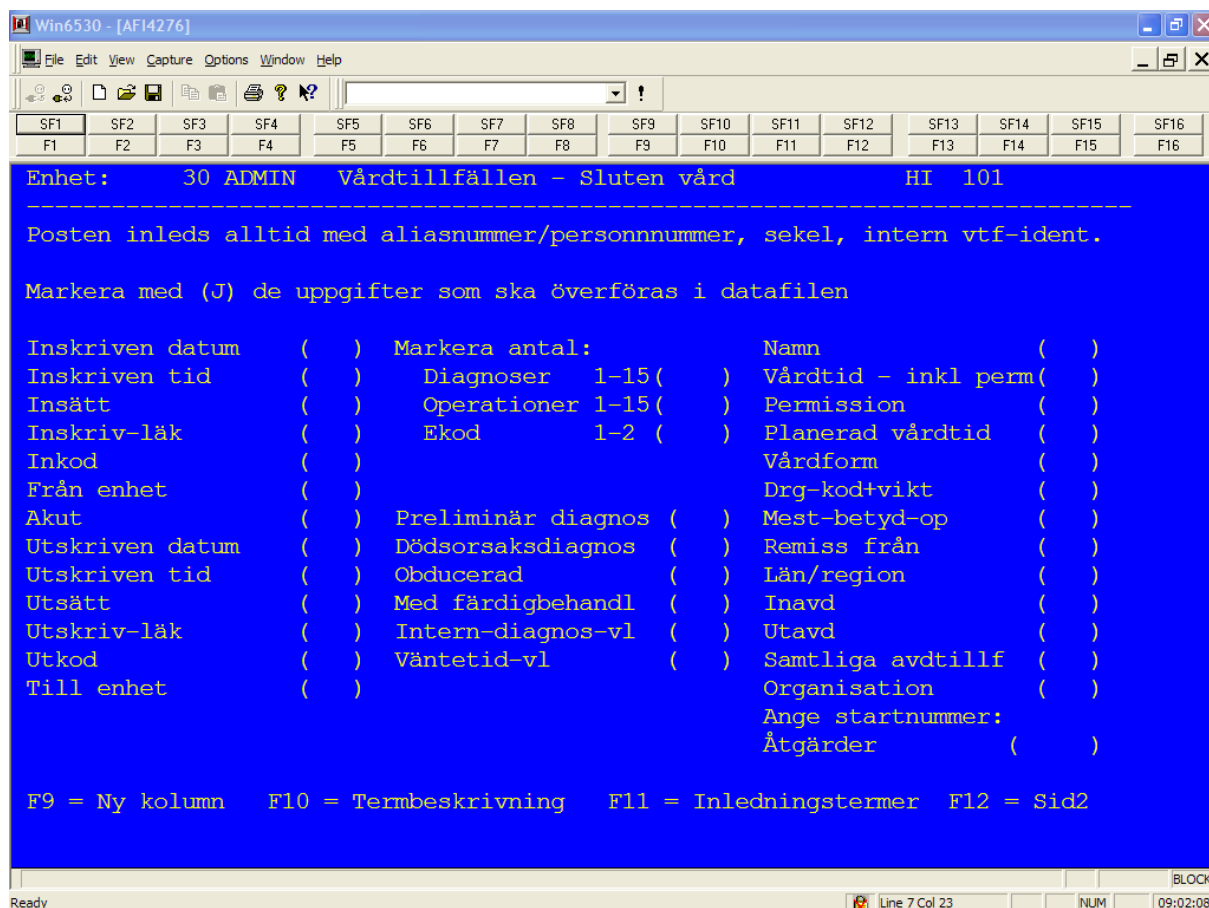 Win6530 - [AFI4276]
File Edit View Capture Options Window Help
SF1 SF2 SF3 SF4 SF5 SF6 SF7 SF8 SF9 SF10 SF11 SF12 SF13 SF14 SF15 SF16
F1 F2 F3 F4 F5 F6 F7 F8 F9 F10 F11 F12 F13 F14 F15 F16
Enhet: 30 ADMIN Vårdtillfällen - Sluten vård HI 101
--------------------------------------------------------------------------------
Posten inleds alltid med aliasnummer/personnnummer, sekel, intern vtf-ident.
Markera med (J) de uppgifter som ska överföras i datafilen
Inskriven datum ( ) Markera antal: Namn ( )
Inskriven tid ( ) Diagnoser 1-15( ) Vårdtid - inkl perm( )
Insätt ( ) Operationer 1-15( ) Permission ( )
Inskriv-läk ( ) Ekod 1-2 ( ) Planerad vårdtid ( )
Inkod ( ) Vårdform ( )
Från enhet ( ) Drg-kod+vikt ( )
Akut ( ) Preliminär diagnos ( ) Mest-betyd-op ( )
Utskriven datum ( ) Dödsorsaksdiagnos ( ) Remiss från ( )
Utskriven tid ( ) Obducerad ( ) Län/region ( )
Utsätt ( ) Med färdigbehandl ( ) Inavd ( )
Utskriv-läk ( ) Intern-diagnos-vl ( ) Utavd ( )
Utkod ( ) Väntetid-vl ( ) Samtliga avdtillf ( )
Till enhet ( ) Organisation ( )
Ange startnummer:
Åtgärder ( )
F9 = Ny kolumn F10 = Termbeskrivning F11 = Inledningstermer F12 = Sid2
BLOCK
Ready Line 7 Col 23 NUM 09:02:08